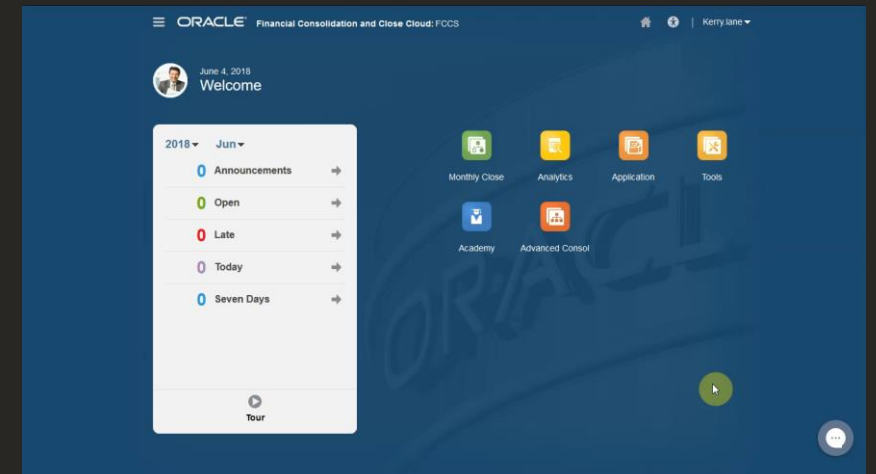 ORACLE Financial Consolidation and Close Cloud: FCCS
Kerry.lane
June 4, 2018
Welcome
2018 Jun
0 Announcements
0 Open
0 Late
0 Today
0 Seven Days
Tour
Monthly Close Analytics Application Tools
Academy Advanced Consol
ORACL